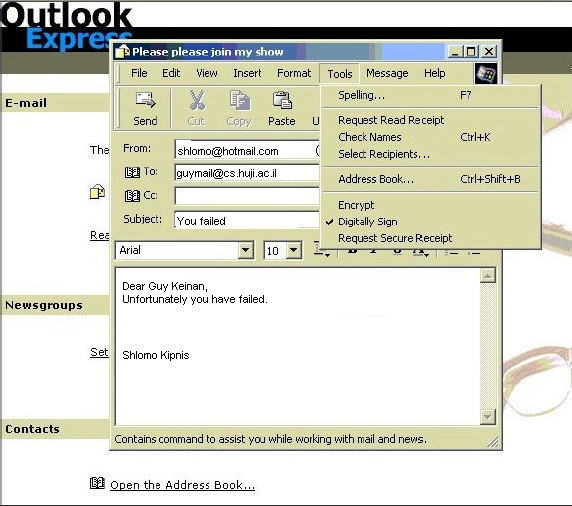 Outlook
Express
Please please join my show
File Edit View Insert Format Tools Message Help
Send Cut Copy Paste
Spelling... F7
Request Read Receipt
Check Names Ctrl+K
Select Recipients...
Address Book... Ctrl+Shift+B
Encrypt
Digitally Sign
Request Secure Receipt
E-mail
The
From: shlomo@hotmail.com
To: guymail@cs.huji.ac.il
Cc:
Subject: You failed
Rea
Arial 10
Dear Guy Keinan,
Unfortunately you have failed.
Newsgroups
Set
Shlomo Kipnis
Contacts
Contains command to assist you while working with mail and news.
Open the Address Book...